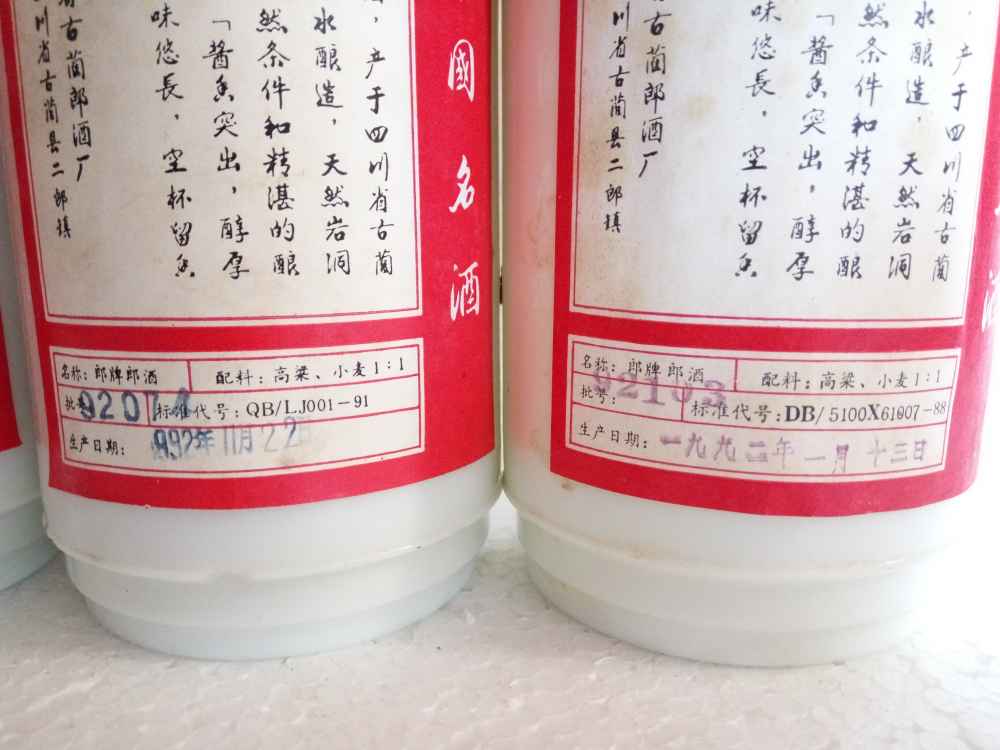 ，产于四川省古蔺
水酿造，天然岩洞
然条件和精湛的酿
「酱香突出，醇厚
味悠長，空杯留香
古蔺郎酒厂
川省古蔺县二郎镇
國名酒
名称：郎牌郎酒
配料：高粱、小麦1：1
批号：
标准代号：QB/LJ001-91
生产日期：992年11月22日
，产于四川省古蔺
水酿造，天然岩洞
然条件和精湛的酿
「酱香突出，醇厚
味悠長，空杯留香
古蔺郎酒厂
川省古蔺县二郎镇
名称：郎牌郎酒
配料：高粱、小麦1：1
批号：92103
标准代号：DB/5100X61007-88
生产日期：一九九二年一月十三日